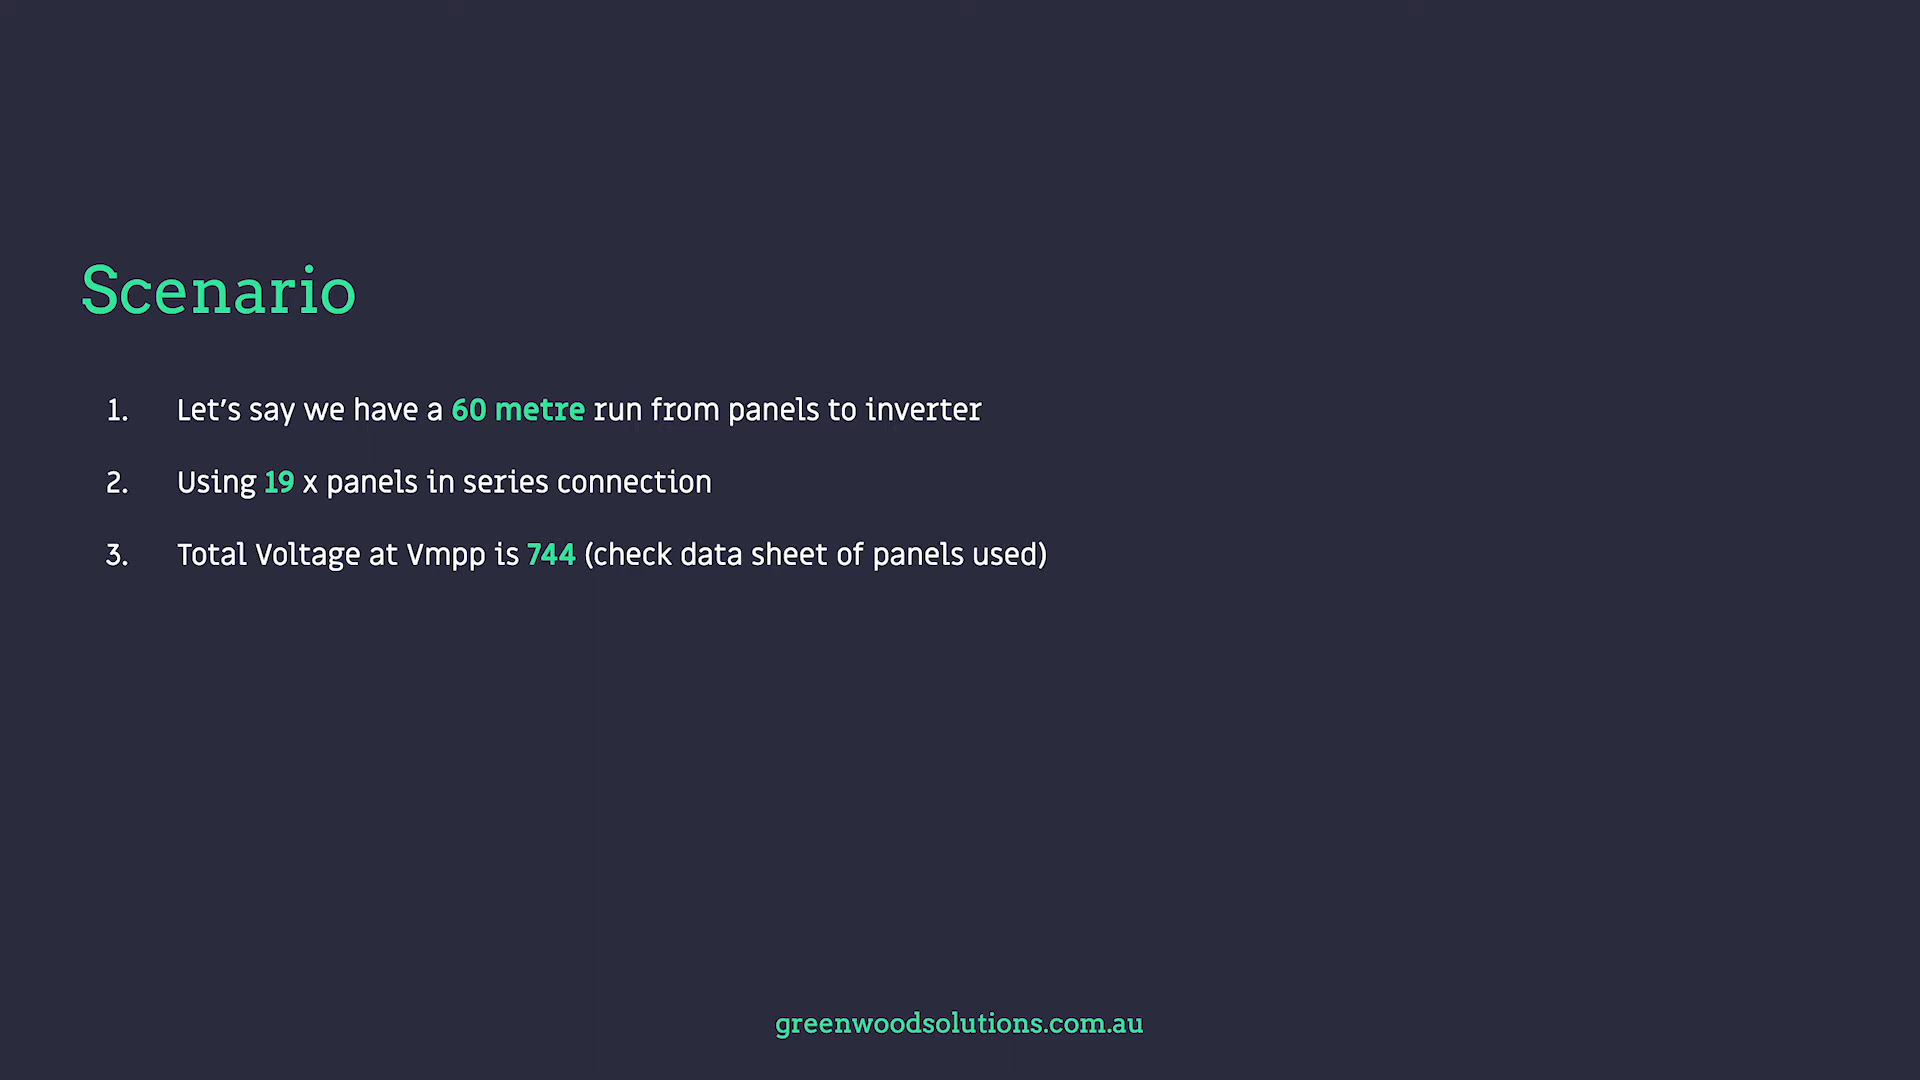 Scenario
1. Let’s say we have a 60 metre run from panels to inverter
2. Using 19 x panels in series connection
3. Total Voltage at Vmpp is 744 (check data sheet of panels used)
greenwoodsolutions.com.au